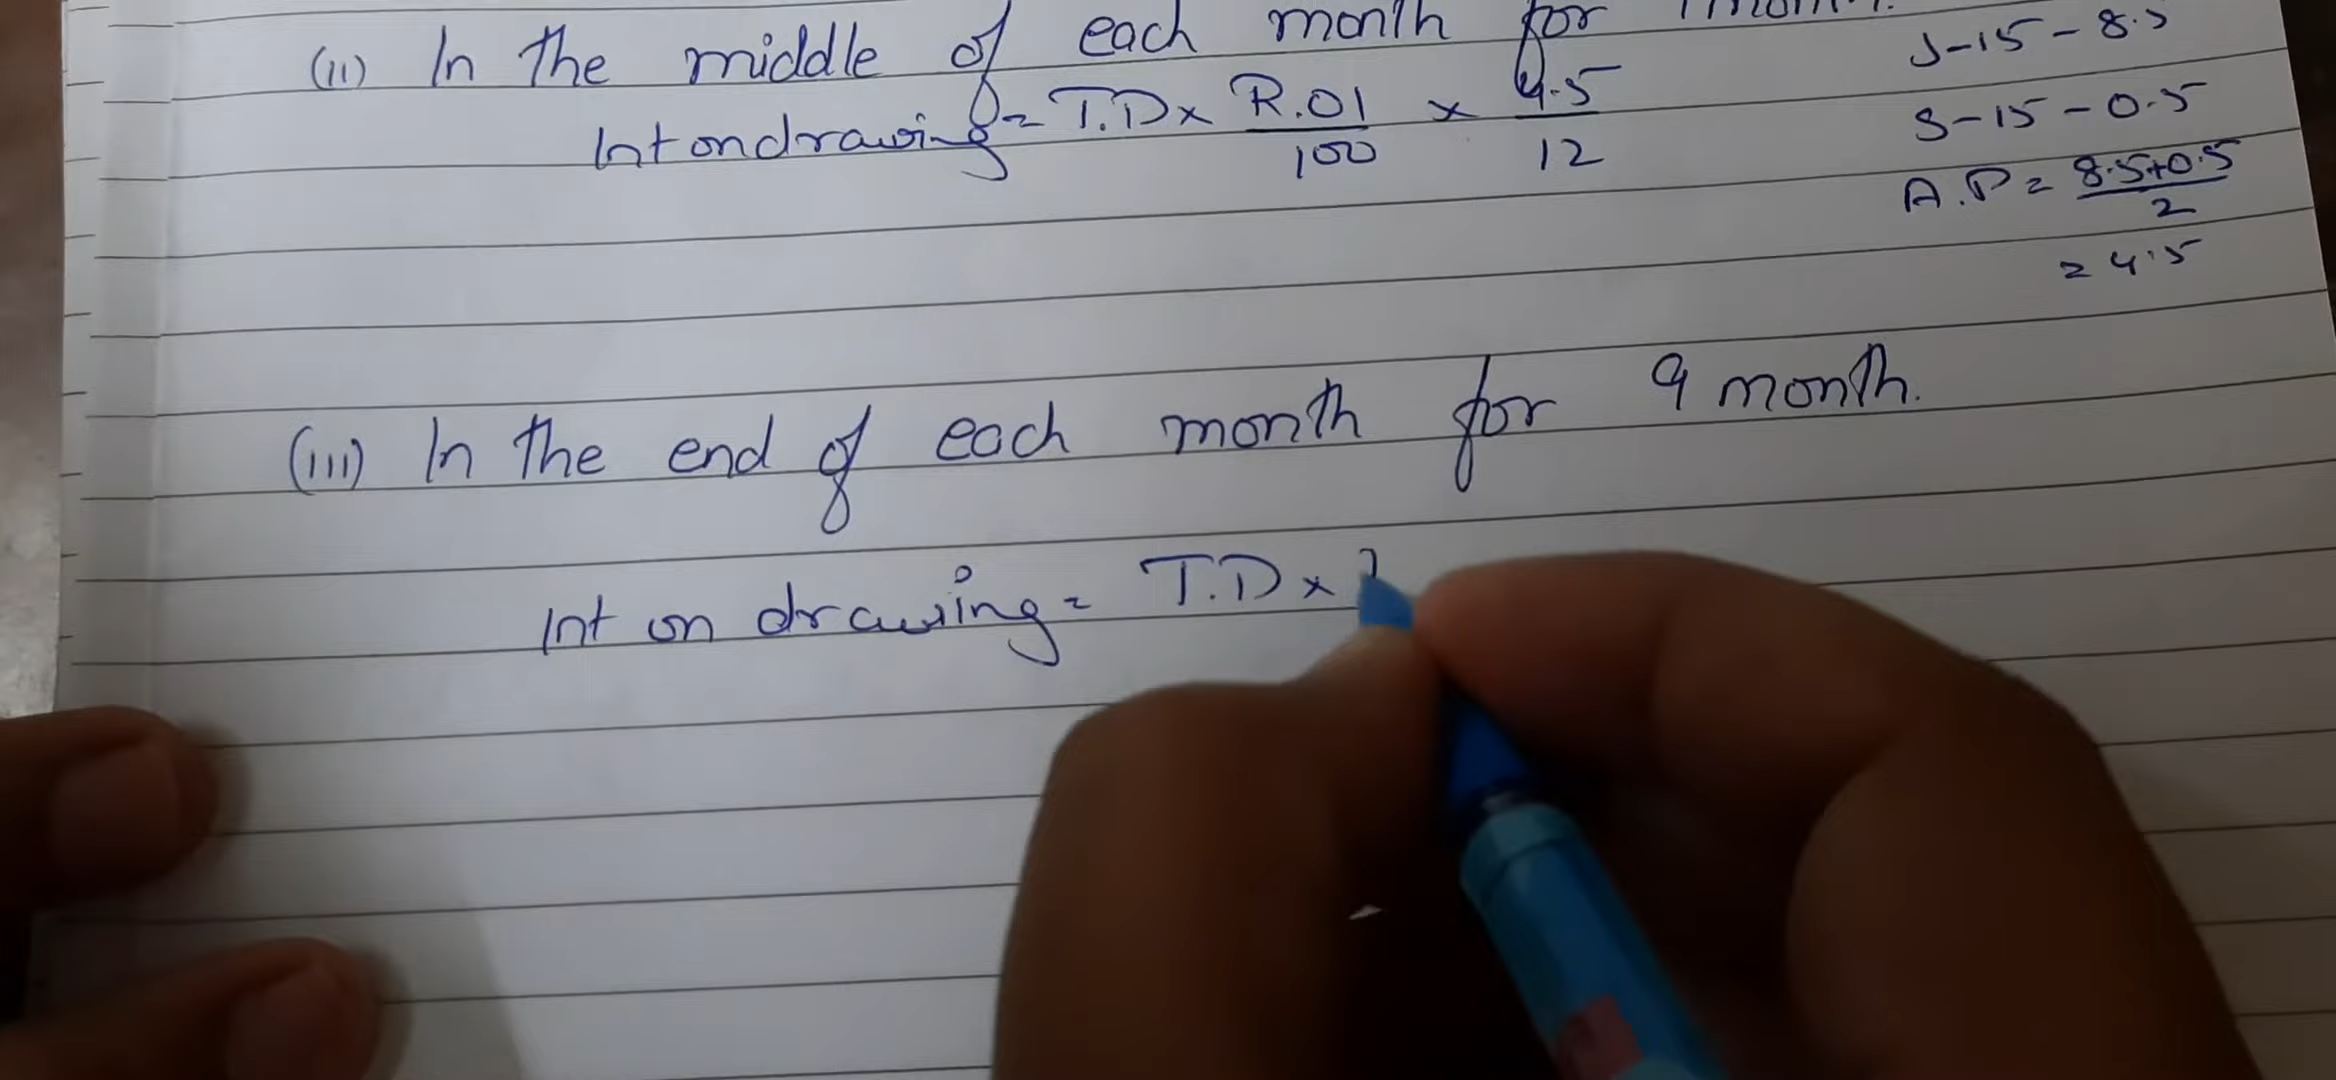 (ii) In the middle of each month for month.
Int on drawing = T.D × R.OI/100 × 4.5/12
J-15-8.5
S-15-0.5
A.P = 8.5+0.5/2
= 4.5
(iii) In the end of each month for 9 month.
Int on drawing = T.D ×